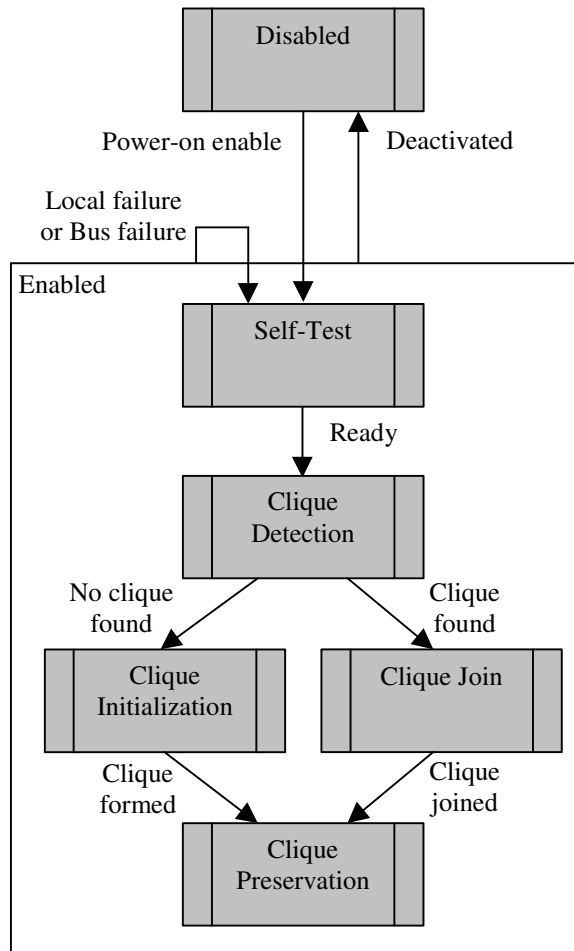 Disabled
Power-on enable
Deactivated
Local failure
or Bus failure
Enabled
Self-Test
Ready
Clique
Detection
No clique
found
Clique
found
Clique
Initialization
Clique Join
Clique
formed
Clique
joined
Clique
Preservation